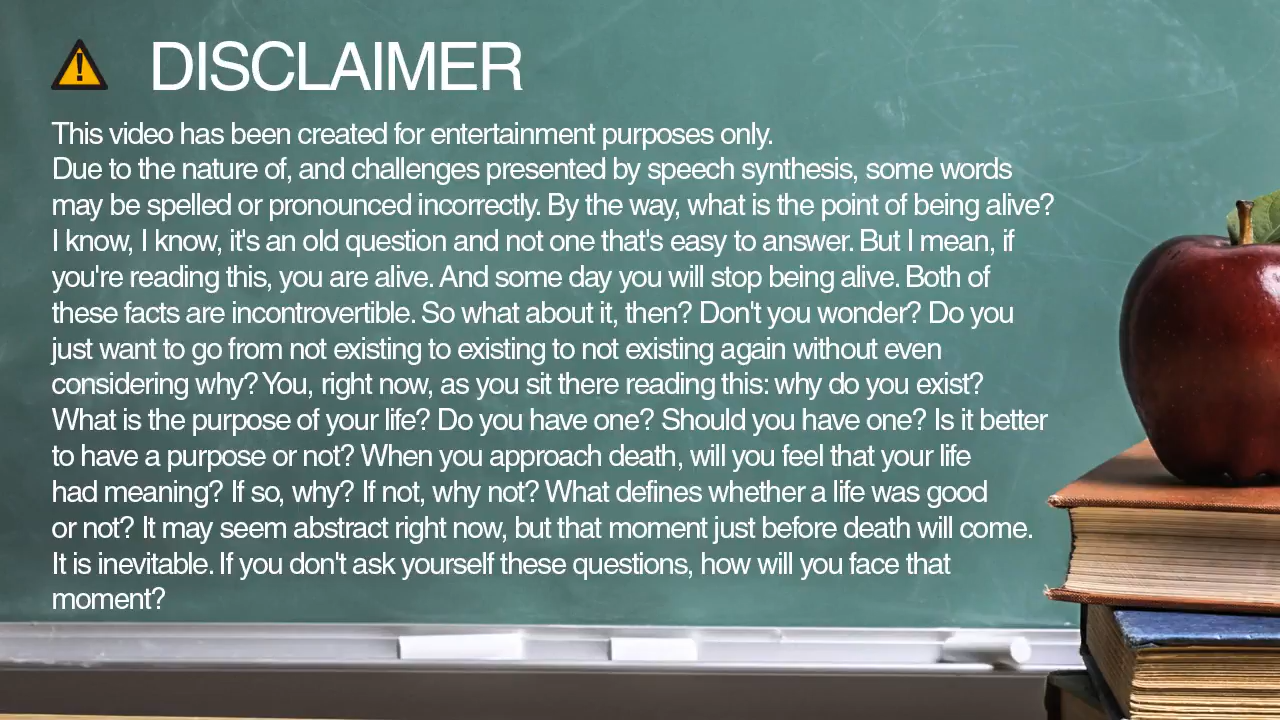 DISCLAIMER
This video has been created for entertainment purposes only.
Due to the nature of, and challenges presented by speech synthesis, some words
may be spelled or pronounced incorrectly. By the way, what is the point of being alive?
I know, I know, it's an old question and not one that's easy to answer. But I mean, if
you're reading this, you are alive. And some day you will stop being alive. Both of
these facts are incontrovertible. So what about it, then? Don't you wonder? Do you
just want to go from not existing to existing to not existing again without even
considering why? You, right now, as you sit there reading this: why do you exist?
What is the purpose of your life? Do you have one? Should you have one? Is it better
to have a purpose or not? When you approach death, will you feel that your life
had meaning? If so, why? If not, why not? What defines whether a life was good
or not? It may seem abstract right now, but that moment just before death will come.
It is inevitable. If you don't ask yourself these questions, how will you face that
moment?